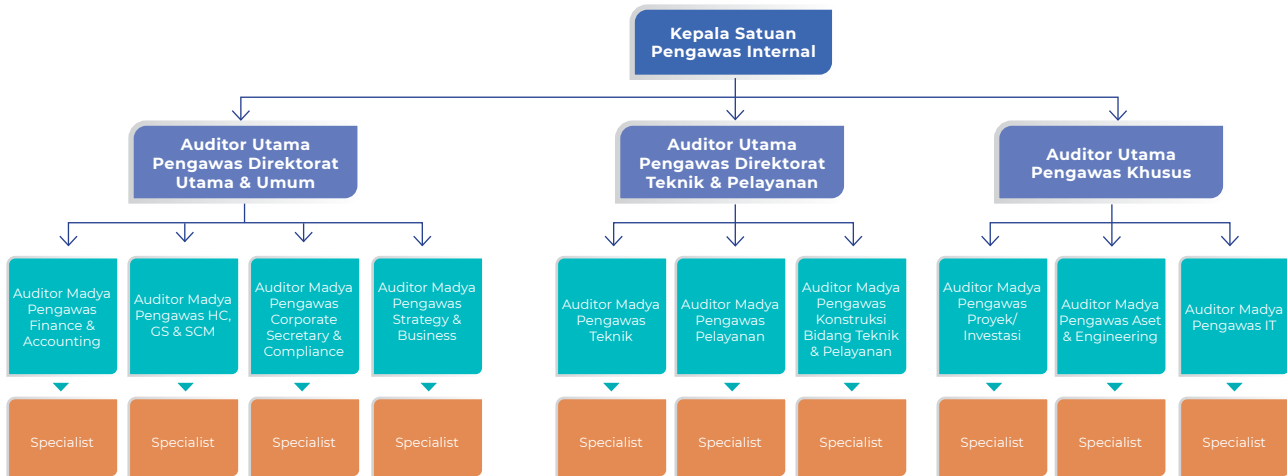 Kepala Satuan
Pengawas Internal
Auditor Utama
Pengawas Direktorat
Utama & Umum
Auditor Utama
Pengawas Direktorat
Teknik & Pelayanan
Auditor Utama
Pengawas Khusus
Auditor Madya
Pengawas
Finance &
Accounting
Auditor Madya
Pengawas HC,
GS & SCM
Auditor Madya
Pengawas
Corporate
Secretary &
Compliance
Auditor Madya
Pengawas
Strategy &
Business
Auditor Madya
Pengawas
Teknik
Auditor Madya
Pengawas
Pelayanan
Auditor Madya
Pengawas
Konstruksi
Bidang Teknik
& Pelayanan
Auditor Madya
Pengawas
Proyek/
Investasi
Auditor Madya
Pengawas Aset
& Engineering
Auditor Madya
Pengawas IT
Specialist
Specialist
Specialist
Specialist
Specialist
Specialist
Specialist
Specialist
Specialist
Specialist